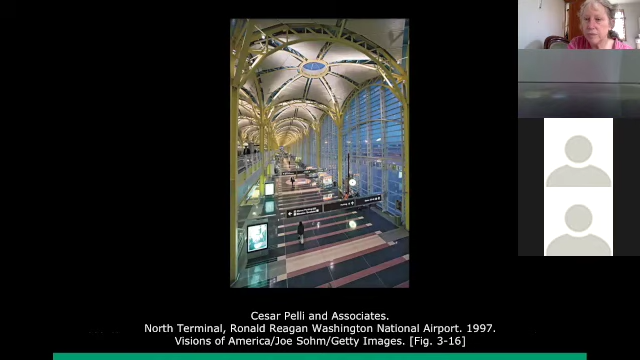 Cesar Pelli and Associates.
North Terminal, Ronald Reagan Washington National Airport. 1997.
Visions of America/Joe Sohm/Getty Images. [Fig. 3-16]